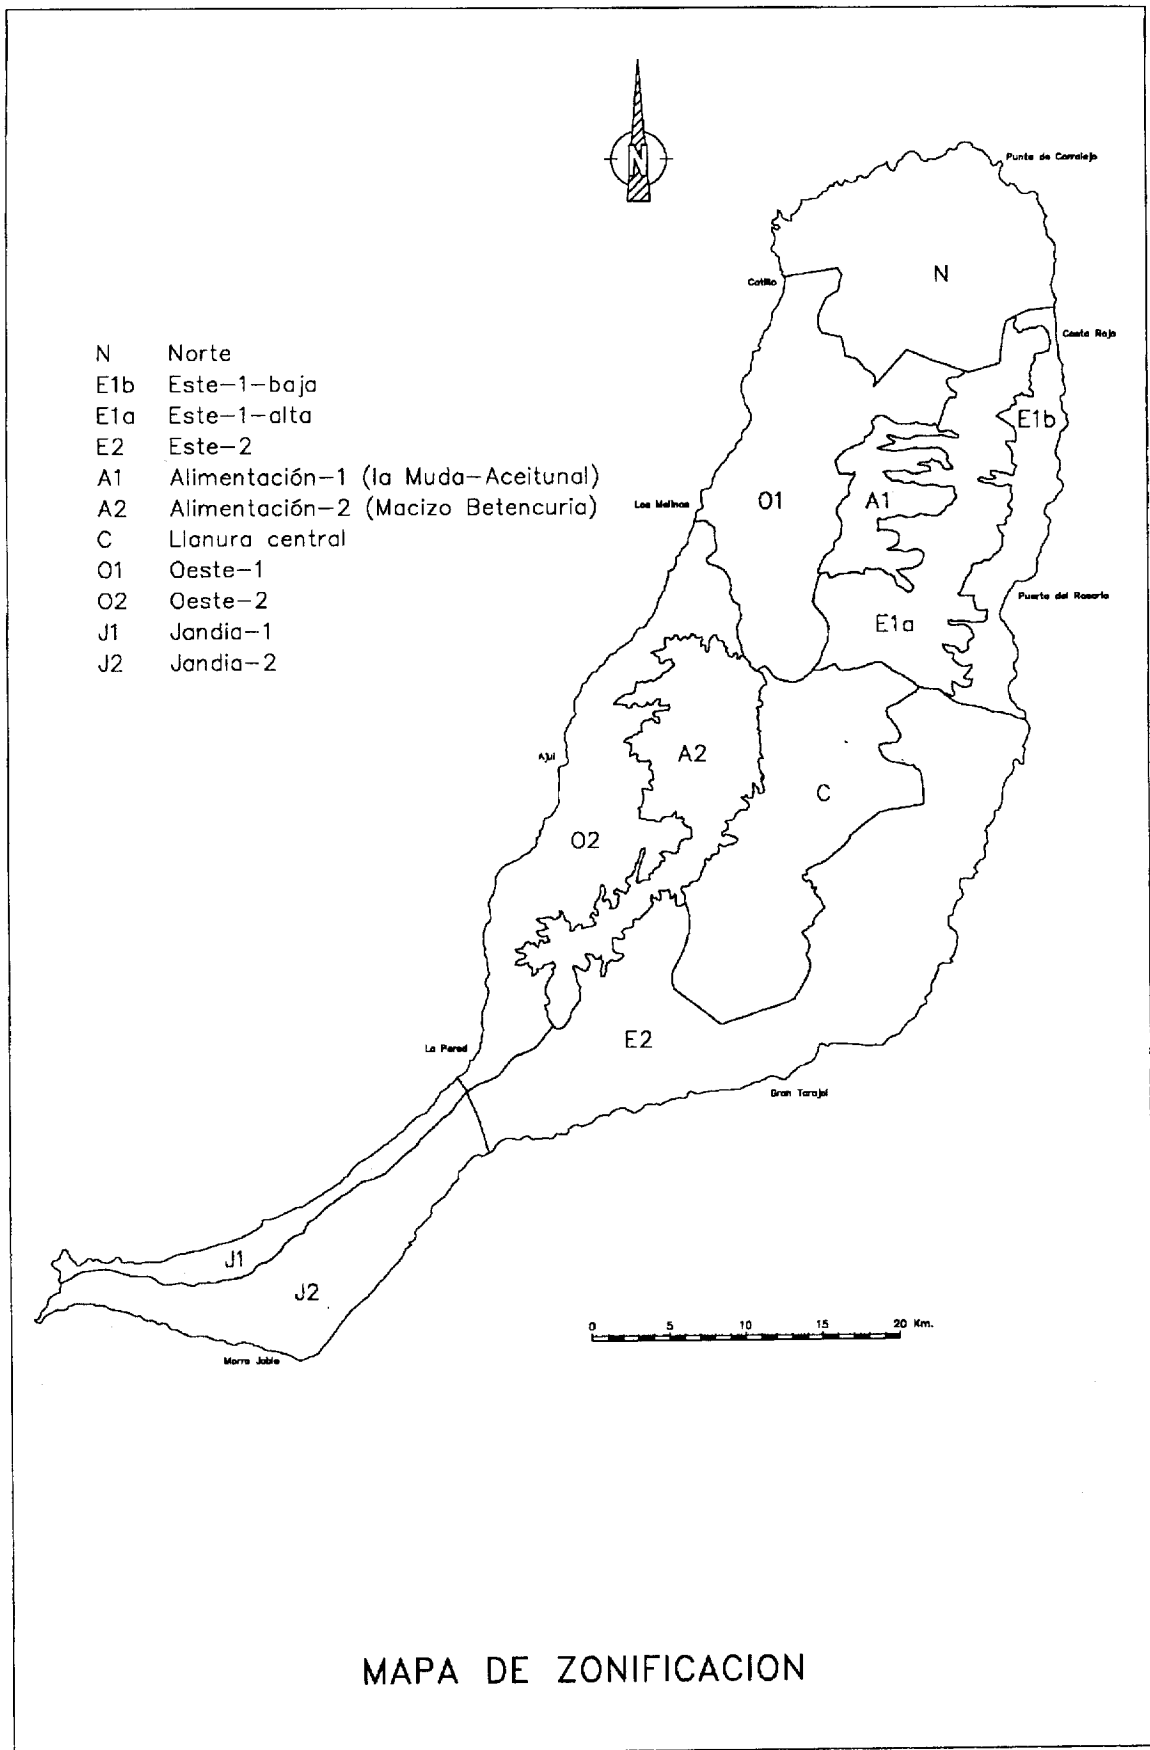 N
Punta de Corralejo
N
Cotillo
Costa Roja
N Norte
E1b Este-1-baja
E1a Este-1-alta
E2 Este-2
A1 Alimentación-1 (la Muda-Aceitunal)
A2 Alimentación-2 (Macizo Betencuria)
C Llanura central
O1 Oeste-1
O2 Oeste-2
J1 Jandia-1
J2 Jandia-2
E1b
Los Molinos
O1
A1
Puerto del Rosario
E1a
Ajui
A2
C
O2
La Pared
E2
Gran Tarajal
J1
J2
Morro Jable
0 5 10 15 20 Km.
MAPA DE ZONIFICACION